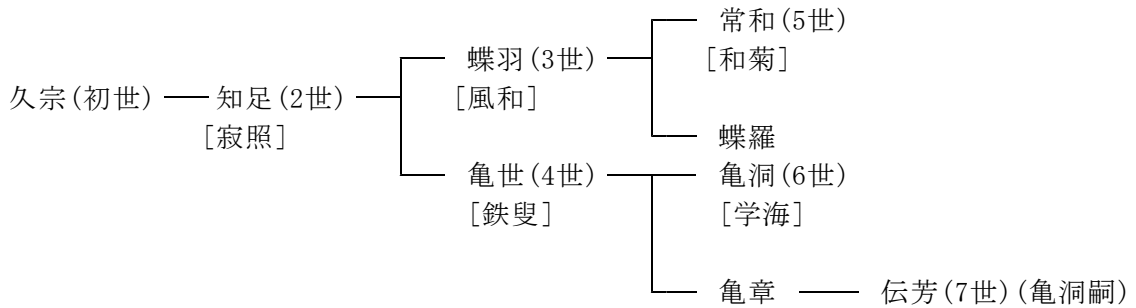 常和(5世)
蝶羽(3世)
[和菊]
久宗(初世)
知足(2世)
[風和]
[寂照]
蝶羅
亀世(4世)
亀洞(6世)
[鉄叟]
[学海]
亀章
伝芳(7世)(亀洞嗣)